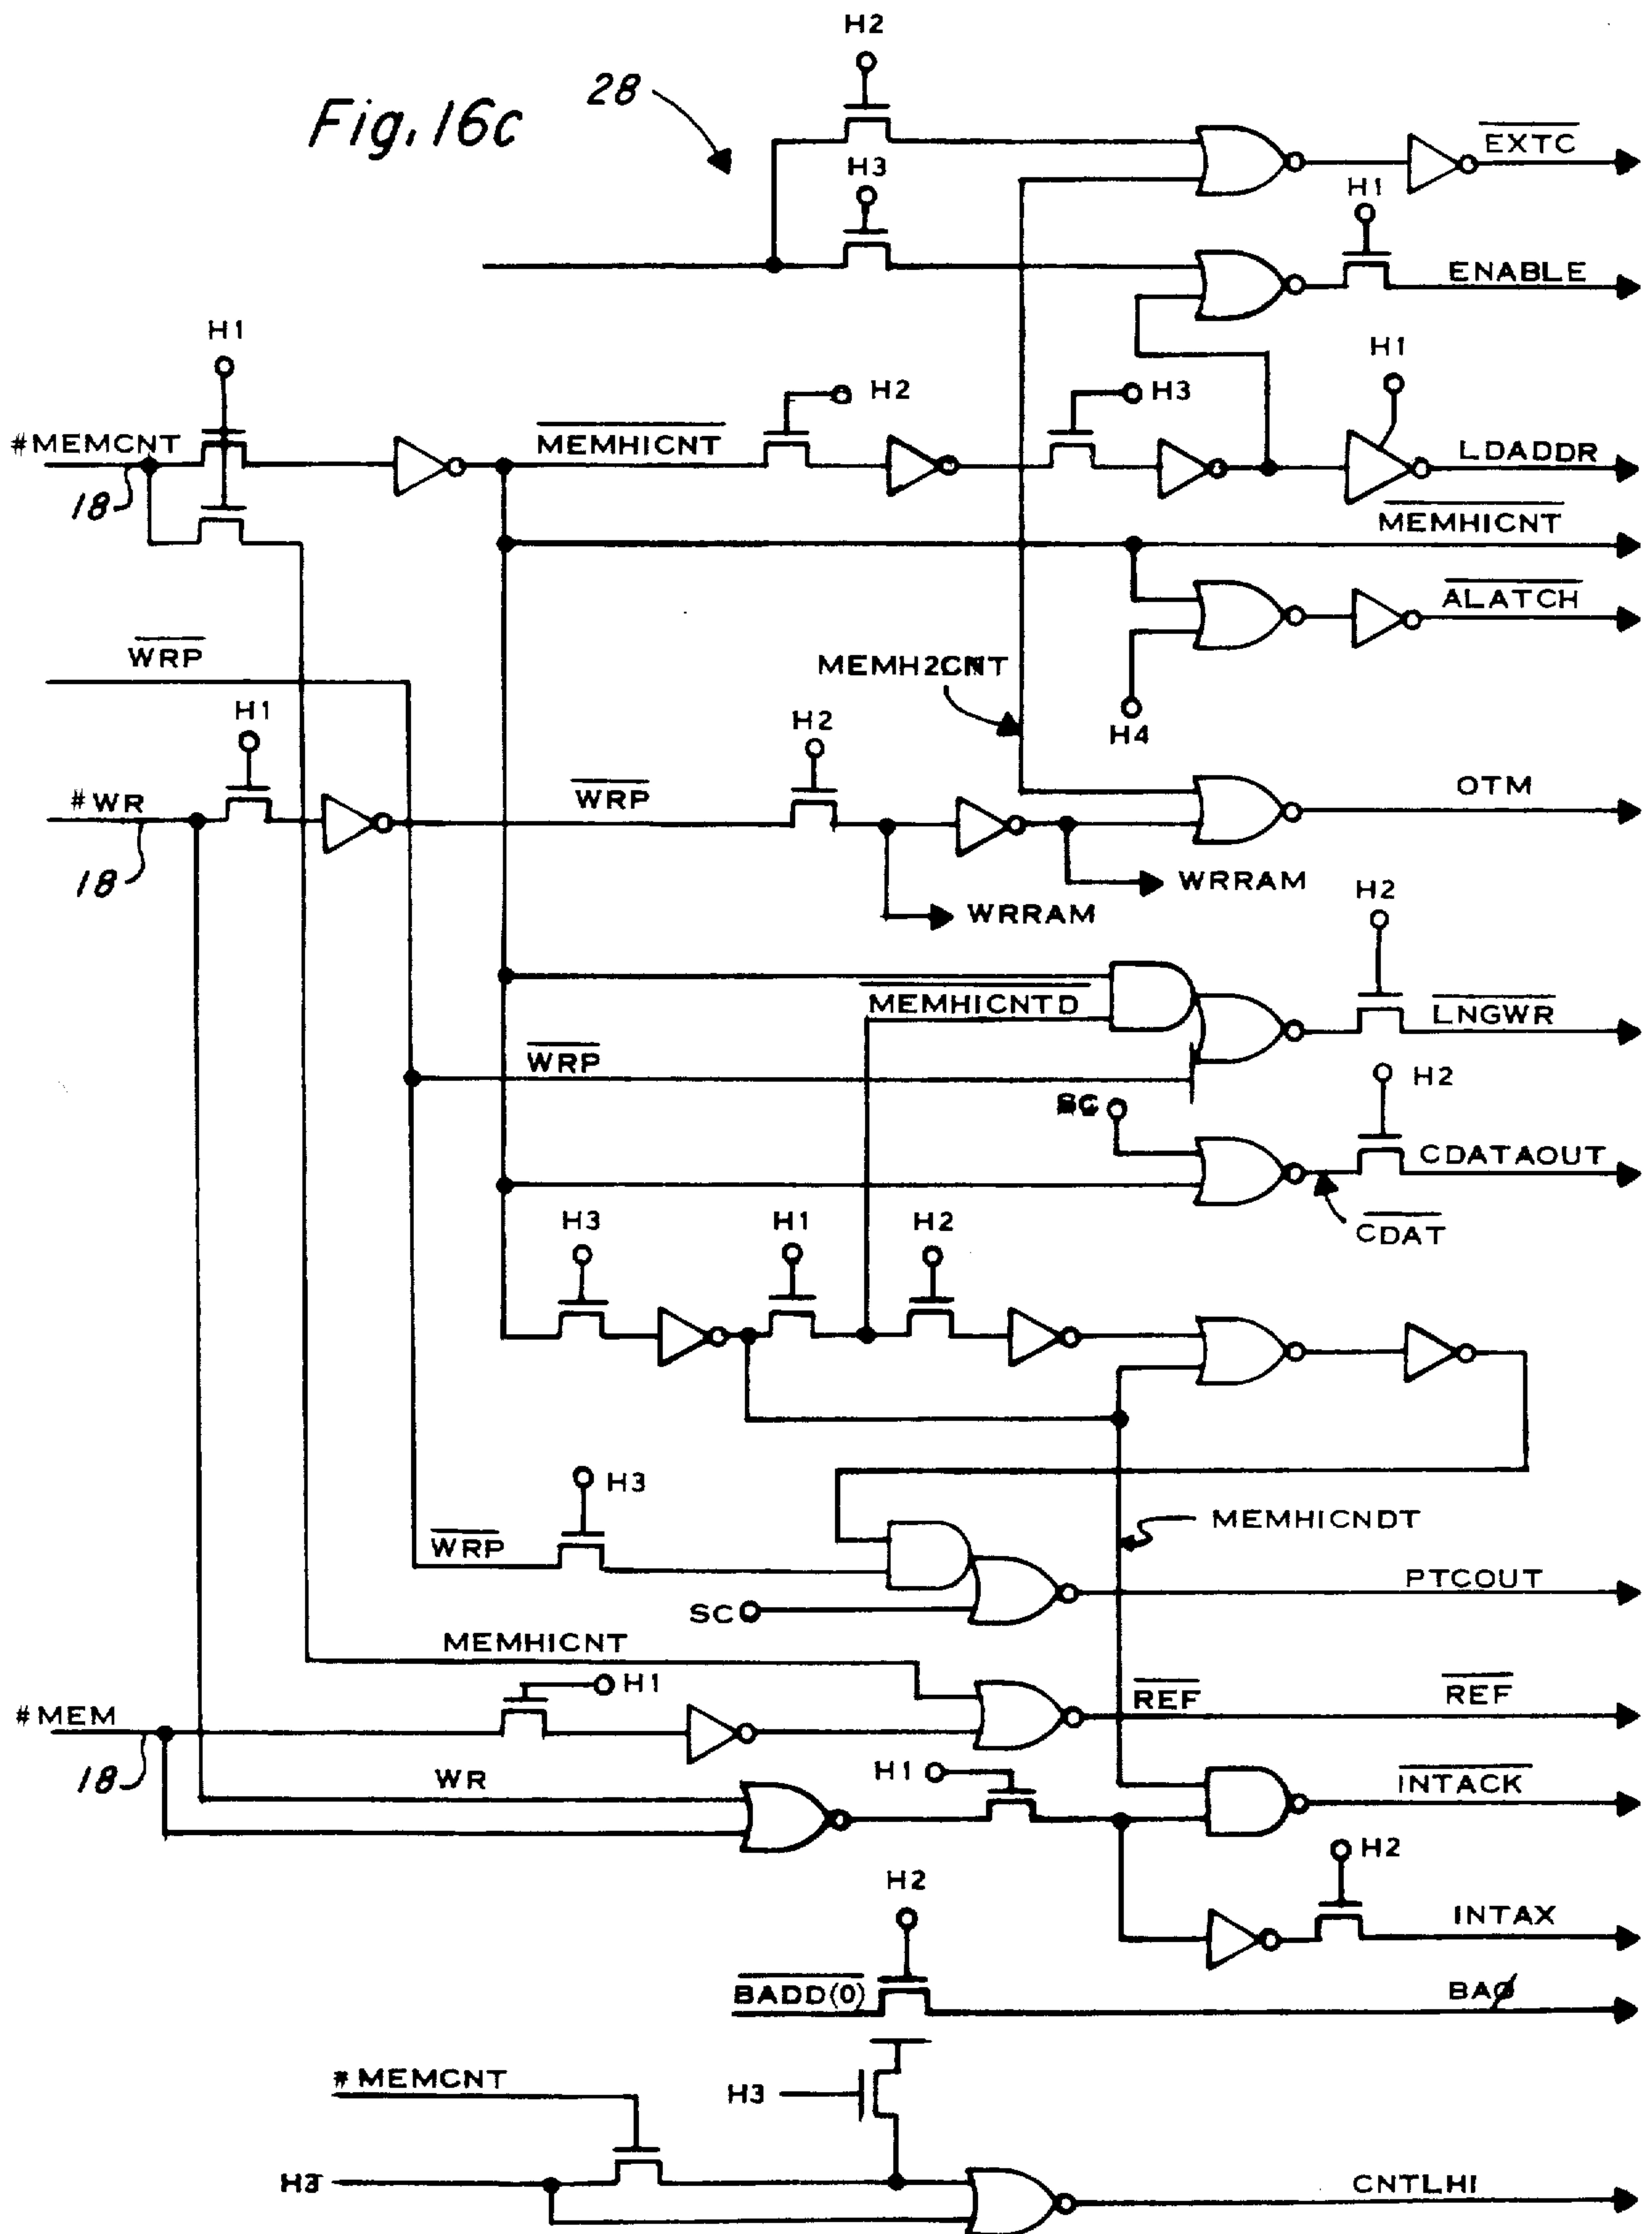 H2
Fig. 16c
28
EXTC
H3
H1
ENABLE
H1
H1
#MEMCNT
18
MEMHICNT
H2
H3
LDADDR
MEMHICNT
ALATCH
WRP
MEMH2CNT
H4
H1
H2
#WR
18
WRP
OTM
WRRAM
WRRAM
H2
MEMHICNTD
LNGWR
WRP
SC
H2
CDATAOUT
CDAT
H3
H1
H2
H3
MEMHICNDT
WRP
PTCOUT
SC
MEMHICNT
H1
#MEM
18
REF
REF
WR
H1
INTACK
H2
H2
INTAX
BADD(0)
BAØ
#MEMCNT
H3
H3
CNTLHI